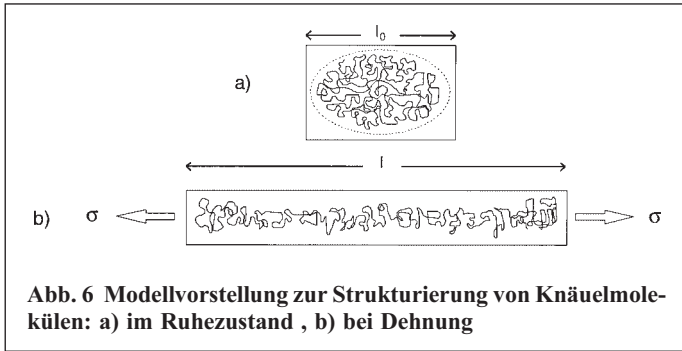 l₀
a)
l
b) σ σ
Abb. 6 Modellvorstellung zur Strukturierung von Knäuelmole-
külen: a) im Ruhezustand , b) bei Dehnung